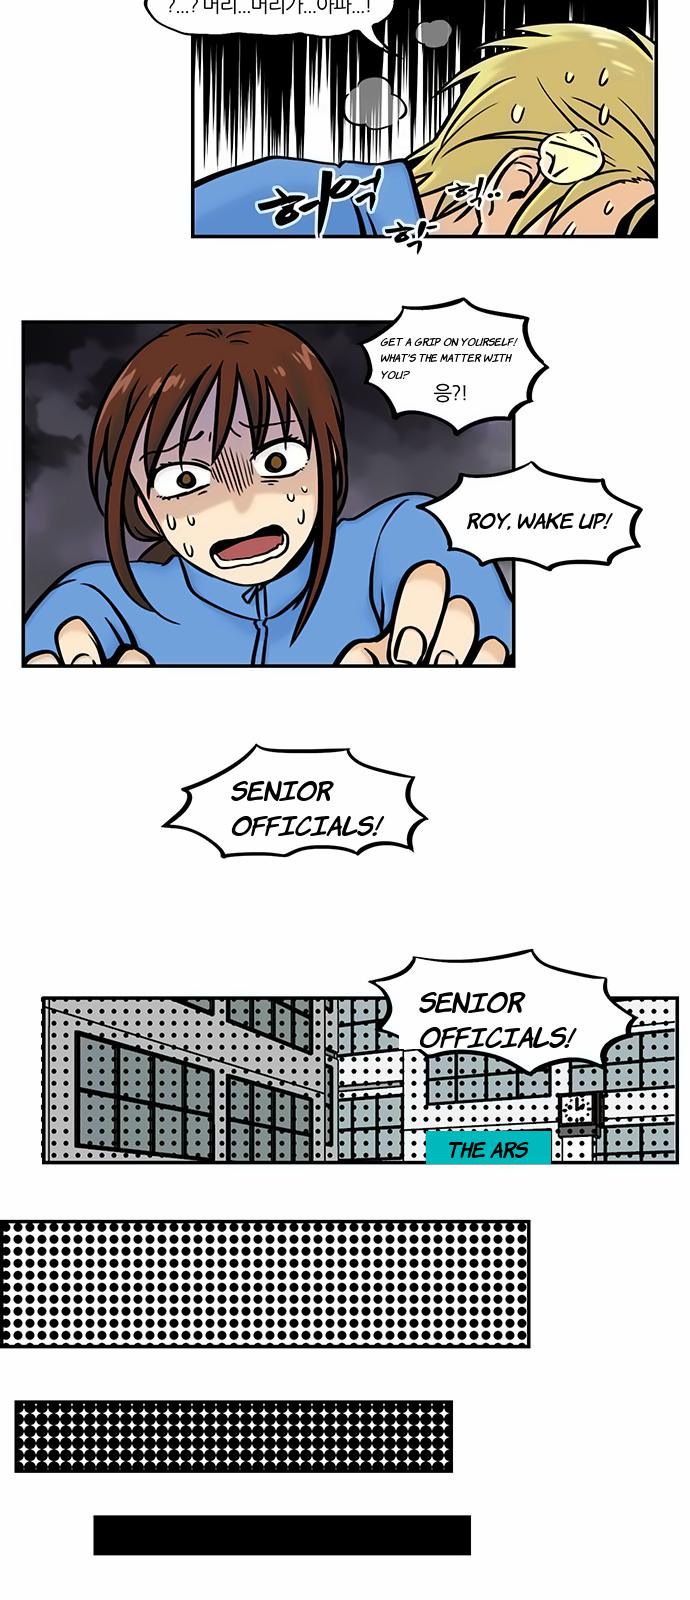 ?...? 머리...머리가...아파...!
허억
헉..
학
GET A GRIP ON YOURSELF!
WHAT'S THE MATTER WITH
YOU?
응?!
ROY, WAKE UP!
SENIOR
OFFICIALS!
SENIOR
OFFICIALS!
THE ARS